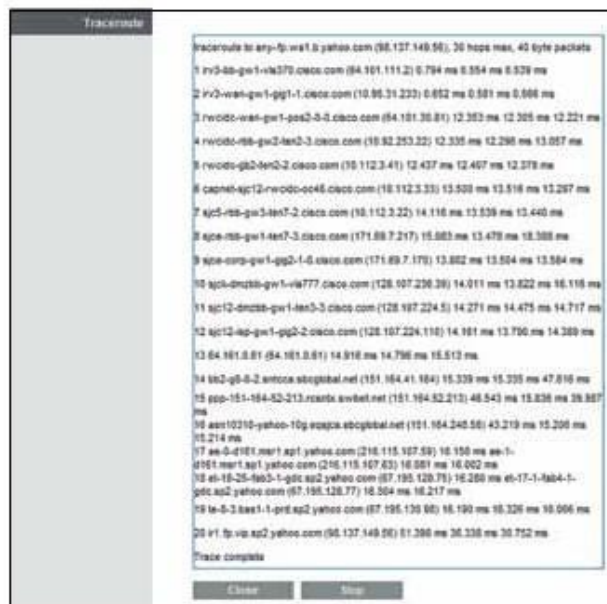 Traceroute
traceroute to any-fp.wa1.b.yahoo.com (98.137.149.56), 30 hops max, 40 byte packets
1 irv3-bb-gw1-vla370.cisco.com (64.101.111.2) 0.794 ms 0.554 ms 0.539 ms
2 irv3-wan-gw1-gig1-1.cisco.com (10.95.31.233) 0.652 ms 0.581 ms 0.566 ms
3 rwcidc-wan-gw1-pos2-0-0.cisco.com (64.101.30.81) 12.353 ms 12.305 ms 12.221 ms
4 rwcidc-rbb-gw2-ten2-3.cisco.com (10.92.253.22) 12.335 ms 12.296 ms 13.057 ms
5 rwcidc-gb2-ten2-2.cisco.com (10.112.3.41) 12.437 ms 12.407 ms 12.378 ms
6 capnet-sjc12-rwcidc-oc48.cisco.com (10.112.3.33) 13.500 ms 13.516 ms 13.297 ms
7 sjc5-rbb-gw3-ten7-2.cisco.com (10.112.3.22) 14.116 ms 13.539 ms 13.440 ms
8 sjce-rbb-gw1-ten7-3.cisco.com (171.69.7.217) 15.663 ms 13.479 ms 18.388 ms
9 sjce-corp-gw1-gig2-1-0.cisco.com (171.69.7.170) 13.802 ms 13.504 ms 13.584 ms
10 sjck-dmzbb-gw1-vla777.cisco.com (128.107.236.39) 14.011 ms 13.822 ms 16.116 ms
11 sjc12-dmzbb-gw1-ten3-3.cisco.com (128.107.224.5) 14.271 ms 14.475 ms 14.717 ms
12 sjc12-isp-gw1-gig2-2.cisco.com (128.107.224.110) 14.161 ms 13.790 ms 14.389 ms
13 64.161.0.61 (64.161.0.61) 14.916 ms 14.796 ms 15.513 ms
14 bb2-g8-0-2.sntcca.sbcglobal.net (151.164.41.164) 15.339 ms 15.335 ms 47.616 ms
15 ppp-151-164-52-213.rcsntx.swbell.net (151.164.52.213) 46.543 ms 15.836 ms 39.887
ms
16 asn10310-yahoo-10g.eqsjca.sbcglobal.net (151.164.248.58) 43.219 ms 15.206 ms
15.214 ms
17 ae-0-d161.msr1.sp1.yahoo.com (216.115.107.59) 16.156 ms ae-1-
d161.msr1.sp1.yahoo.com (216.115.107.63) 16.081 ms 16.002 ms
18 et-18-25-fab3-1-gdc.sp2.yahoo.com (67.195.128.75) 16.280 ms et-17-1-fab4-1-
gdc.sp2.yahoo.com (67.195.128.77) 16.504 ms 16.217 ms
19 te-8-3.bas1-1-prd.sp2.yahoo.com (67.195.130.98) 16.190 ms 16.326 ms 16.066 ms
20 ir1.fp.vip.sp2.yahoo.com (98.137.149.56) 51.398 ms 36.338 ms 30.752 ms
Trace complete
Close
Stop